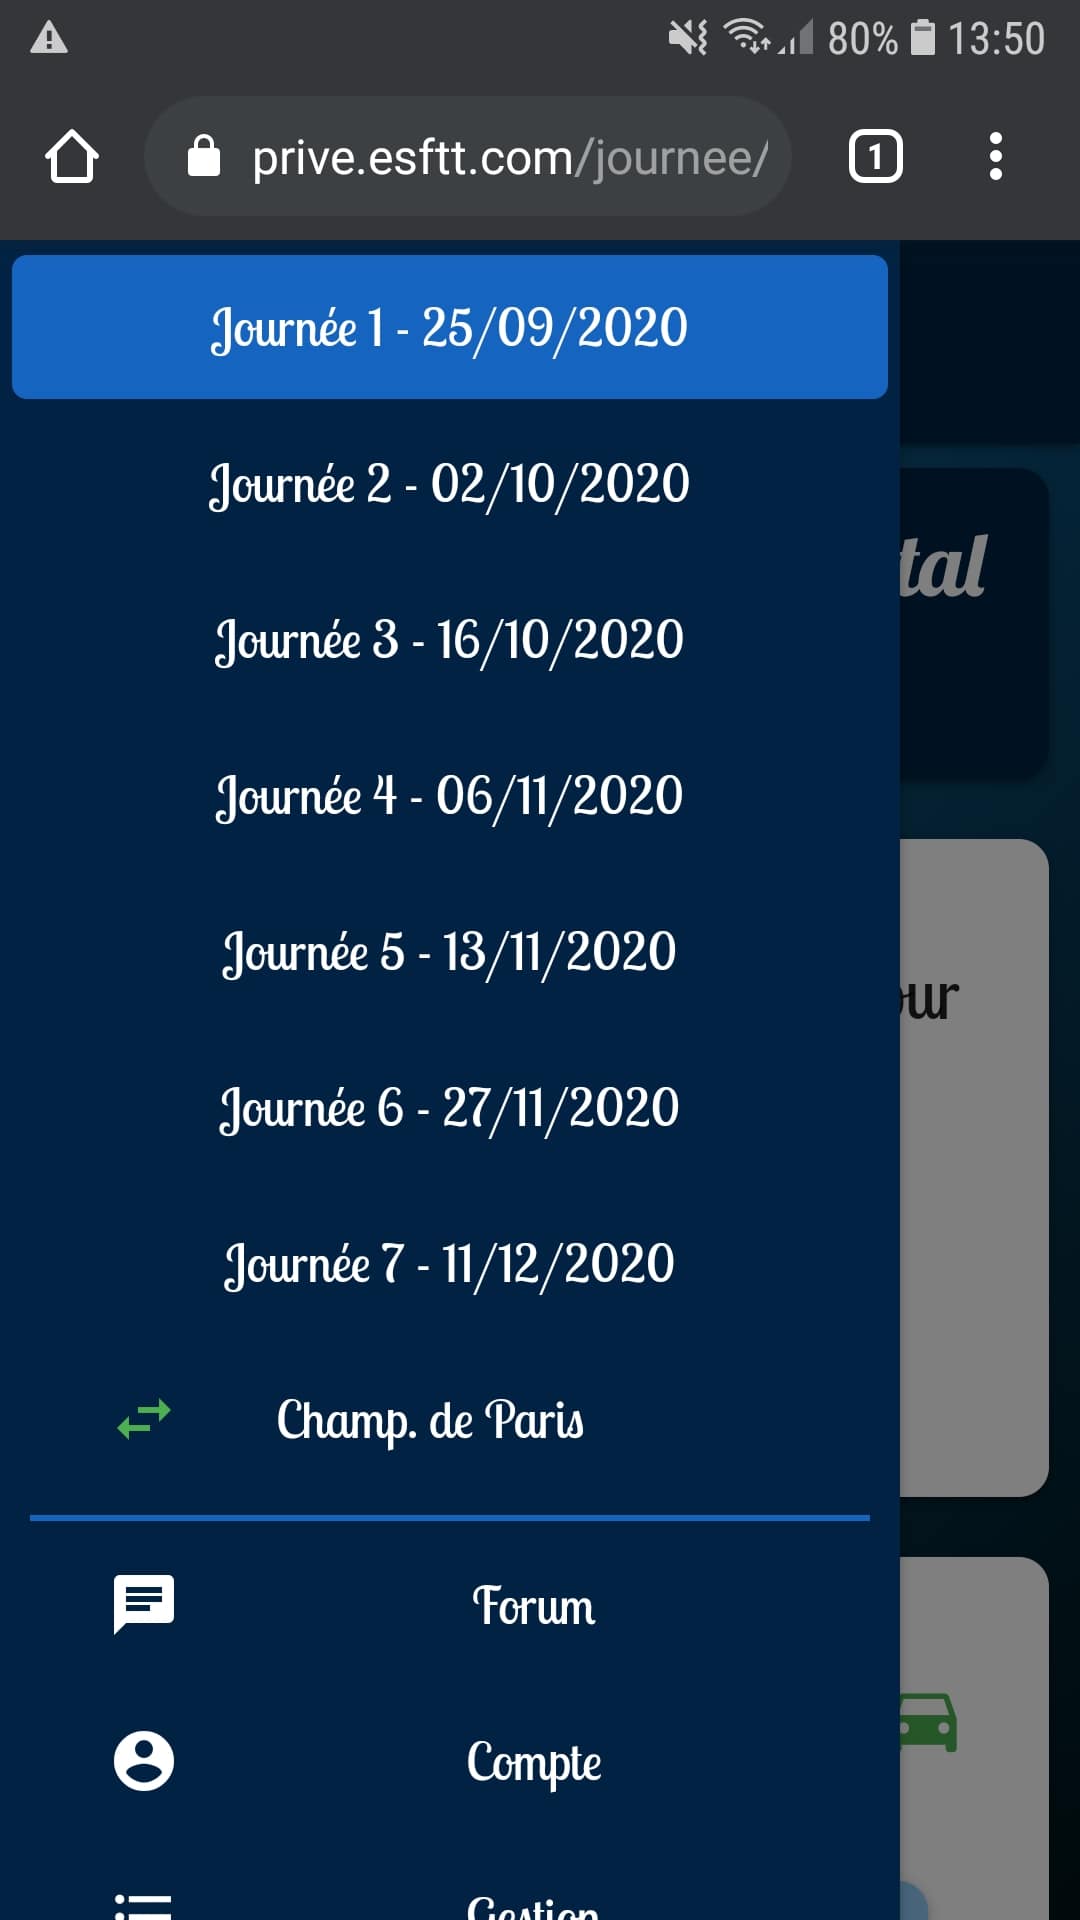 80% 13:50
prive.esftt.com/journee/
1
Journée 1 - 25/09/2020
Journée 2 - 02/10/2020
tal
Journée 3 - 16/10/2020
Journée 4 - 06/11/2020
Journée 5 - 13/11/2020
ur
Journée 6 - 27/11/2020
Journée 7 - 11/12/2020
Champ. de Paris
Forum
Compte
Gestion